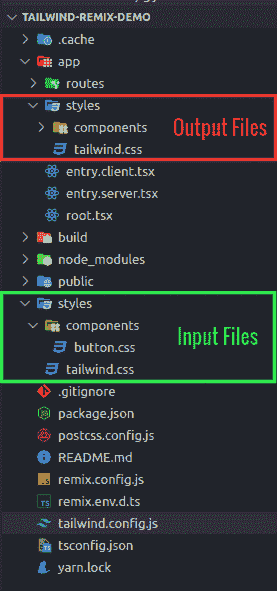 TAILWIND-REMIX-DEMO
.cache
app
routes
styles
components
Output Files
tailwind.css
entry.client.tsx
entry.server.tsx
root.tsx
build
node_modules
public
styles
components
Input Files
button.css
tailwind.css
.gitignore
package.json
postcss.config.js
README.md
remix.config.js
remix.env.d.ts
tailwind.config.js
tsconfig.json
yarn.lock